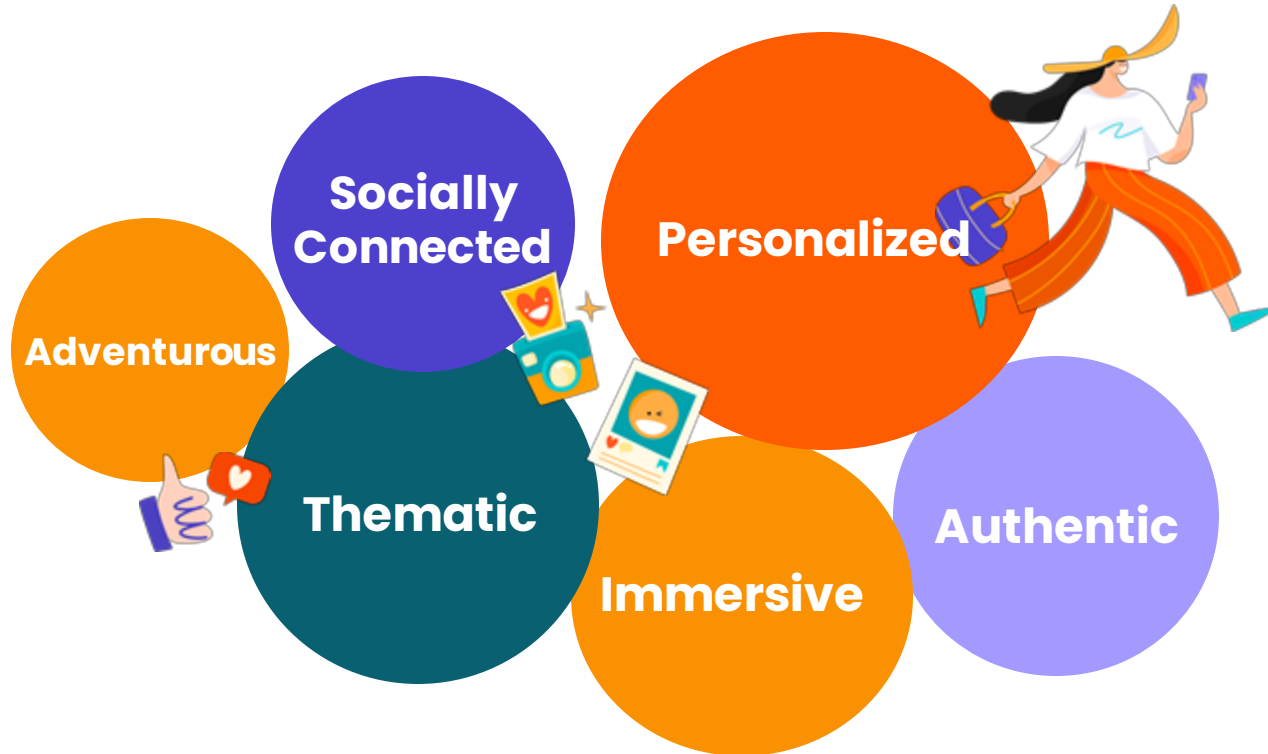 Socially
Connected
Personalized
Adventurous
Thematic
Authentic
Immersive